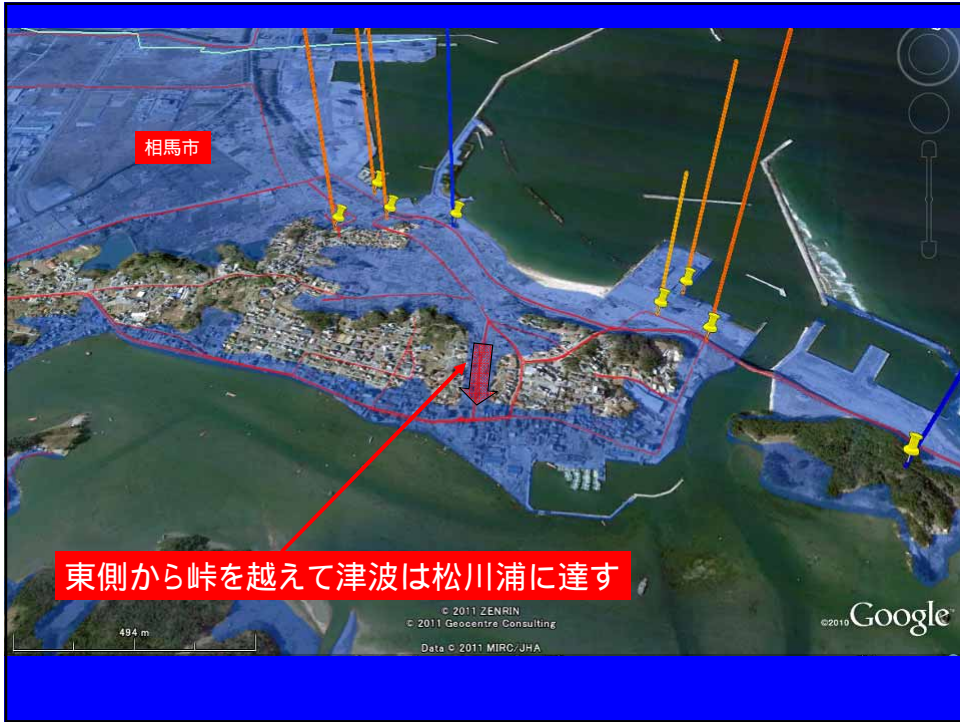 相馬市
東側から峠を越えて津波は松川浦に達す
© 2011 ZENRIN
© 2011 Geocentre Consulting
Data © 2011 MIRC/JHA
©2010 Google™
494 m